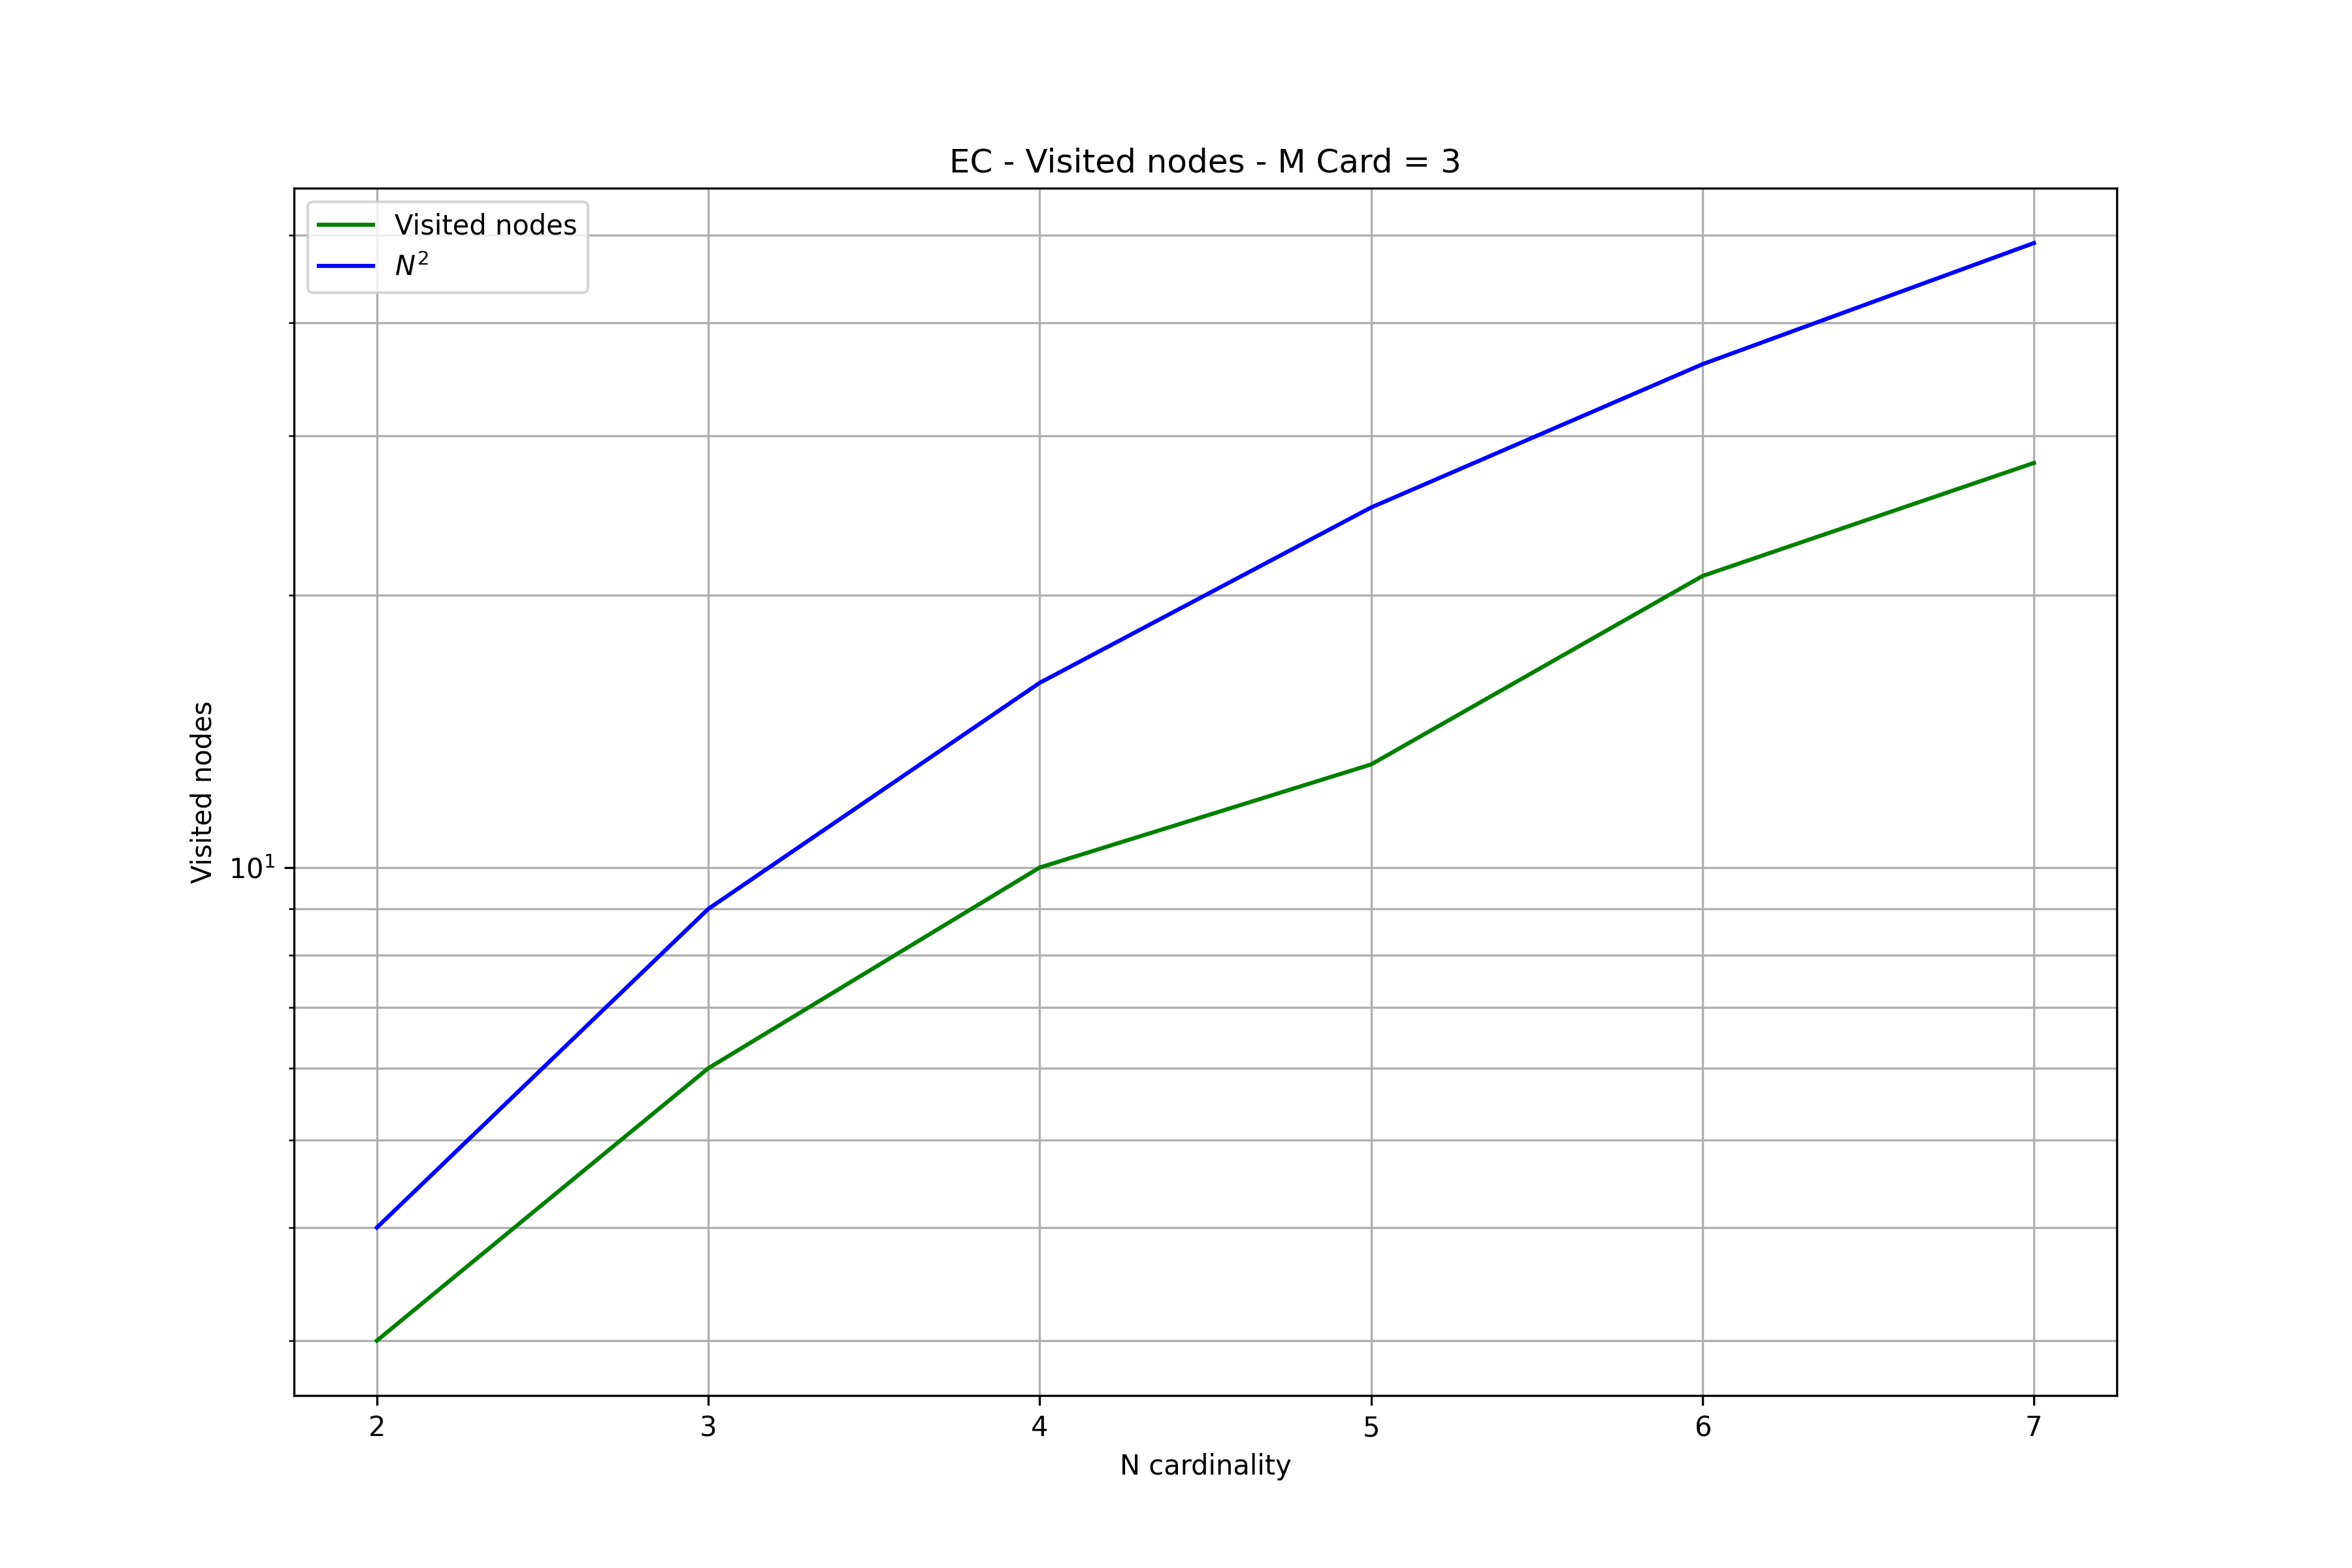 EC - Visited nodes - M Card = 3
Visited nodes
N²
Visited nodes
10¹
2 3 4 5 6 7
N cardinality